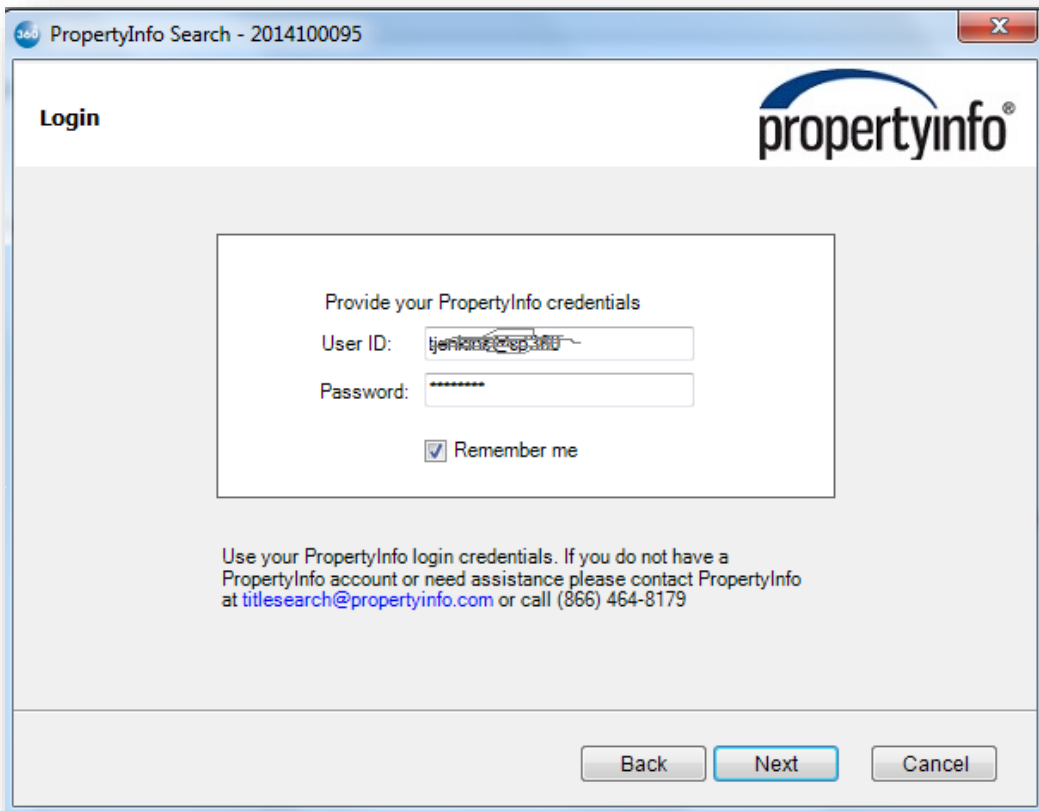 360 PropertyInfo Search - 2014100095
X
Login
propertyinfo®
Provide your PropertyInfo credentials
User ID:
Password: ********
Remember me
Use your PropertyInfo login credentials. If you do not have a
PropertyInfo account or need assistance please contact PropertyInfo
at titlesearch@propertyinfo.com or call (866) 464-8179
Back Next Cancel